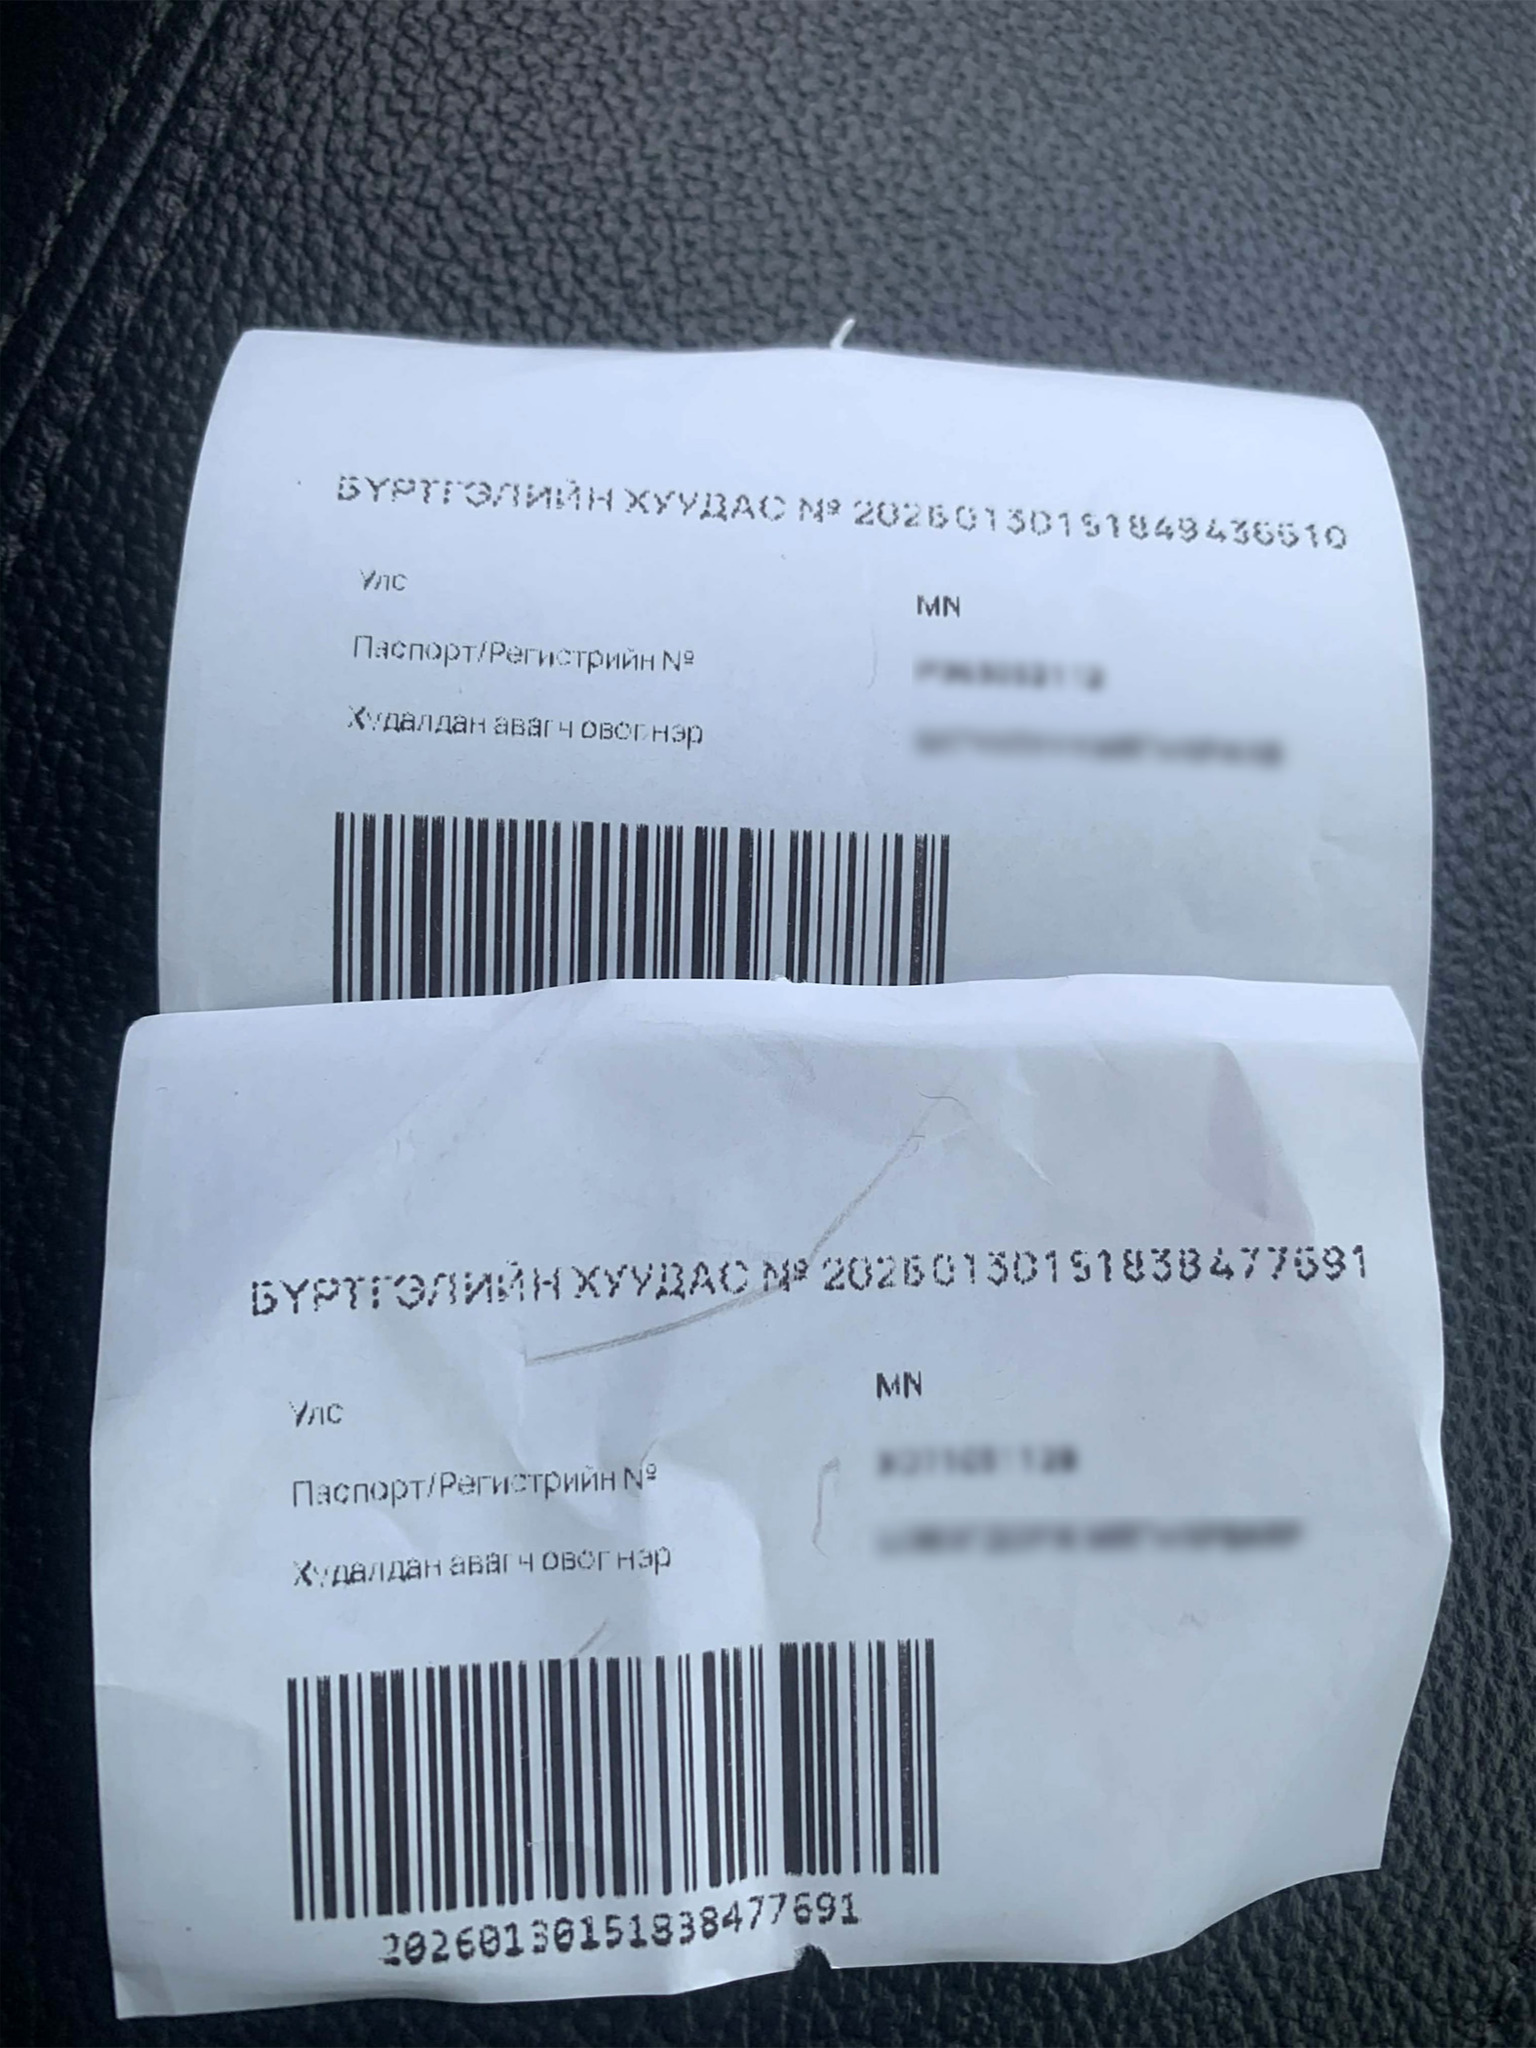 БҮРТГЭЛИЙН ХУУДАС № 20260130151849436610
Улс MN
Паспорт/Регистрийн №
Худалдан авагч овог нэр
БҮРТГЭЛИЙН ХУУДАС № 20260130151838477691
Улс MN
Паспорт/Регистрийн №
Худалдан авагч овог нэр
20260130151838477691